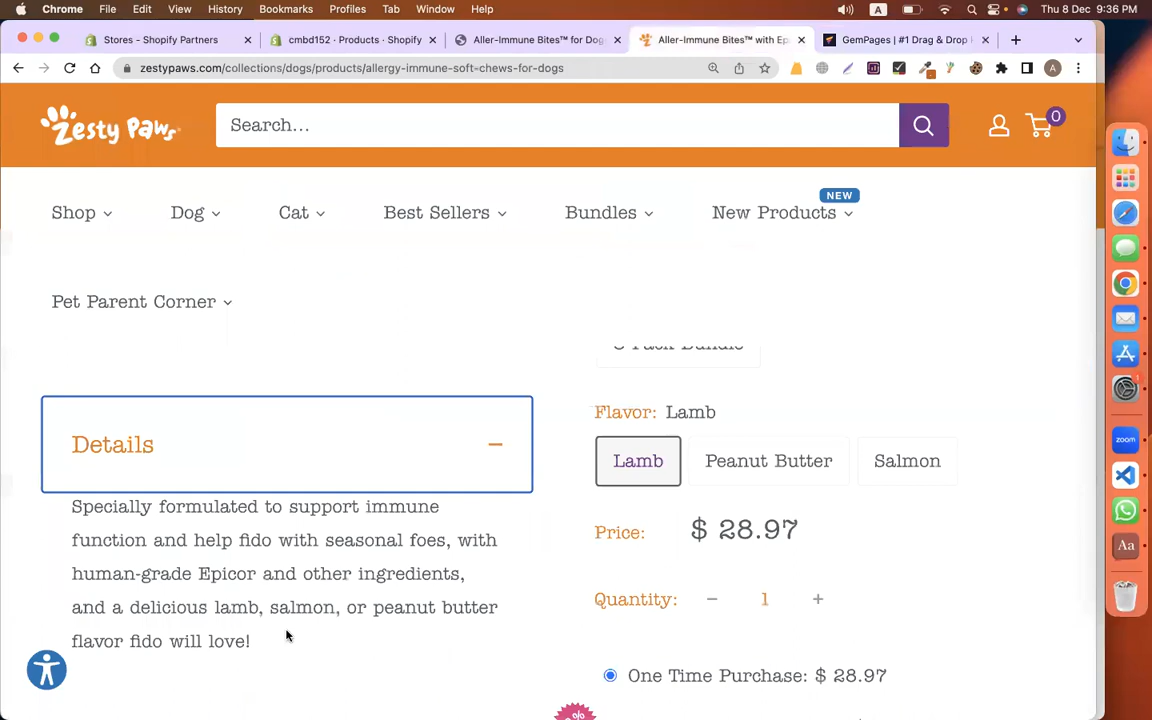 Chrome File Edit View History Bookmarks Profiles Tab Window Help
A Thu 8 Dec 9:36 PM
Stores - Shopify Partners
cmbd152 - Products - Shopify
Aller-Immune Bites™ for Dog
Aller-Immune Bites™ with Ep
GemPages | #1 Drag & Drop
zestypaws.com/collections/dogs/products/allergy-immune-soft-chews-for-dogs
A
Zesty Paws
Search...
0
Shop
Dog
Cat
Best Sellers
Bundles
NEW
New Products
Pet Parent Corner
Details
Specially formulated to support immune
function and help fido with seasonal foes, with
human-grade Epicor and other ingredients,
and a delicious lamb, salmon, or peanut butter
flavor fido will love!
Flavor: Lamb
Lamb
Peanut Butter
Salmon
Price: $ 28.97
Quantity: − 1 +
One Time Purchase: $ 28.97
zoom
Aa